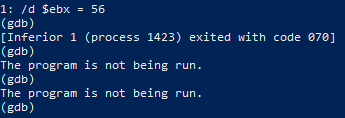 1: /d $ebx = 56
(gdb)
[Inferior 1 (process 1423) exited with code 070]
(gdb)
The program is not being run.
(gdb)
The program is not being run.
(gdb)